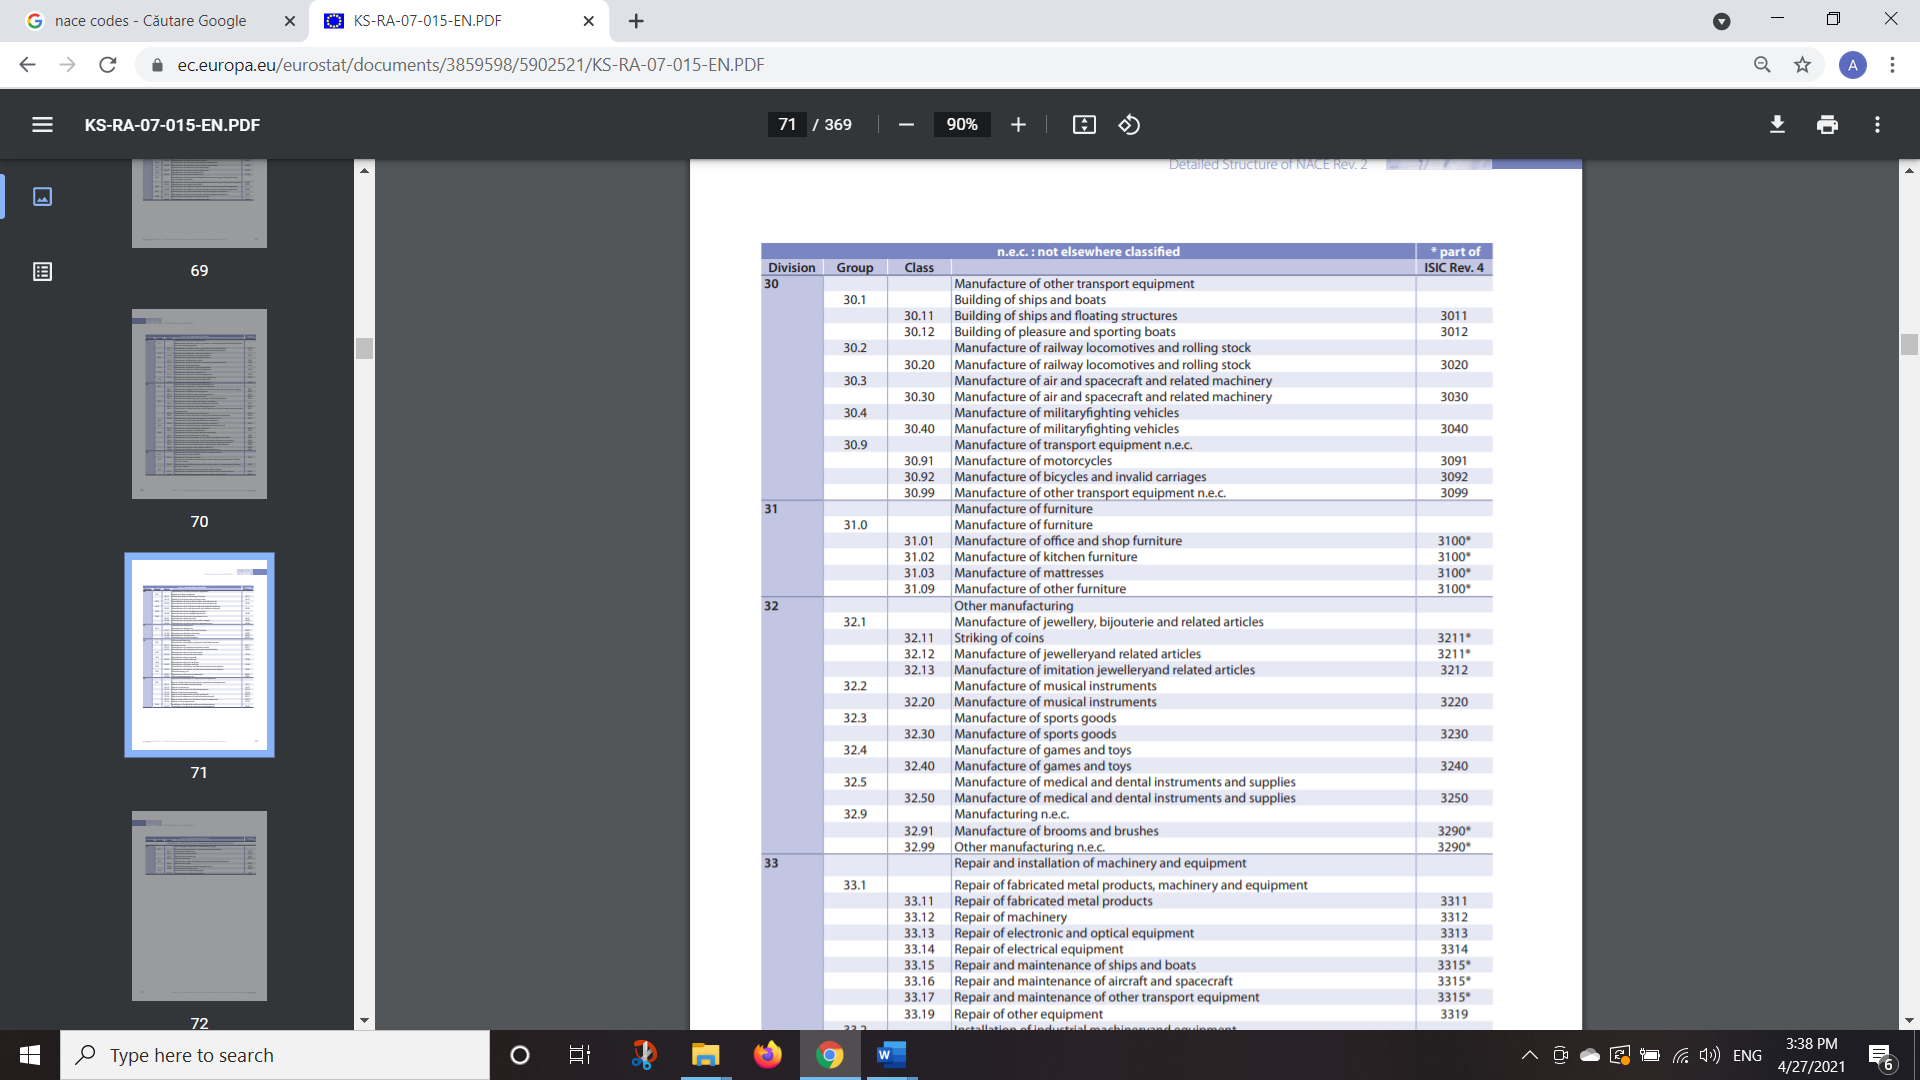 nace codes - Căutare Google
KS-RA-07-015-EN.PDF
ec.europa.eu/eurostat/documents/3859598/5902521/KS-RA-07-015-EN.PDF
A
KS-RA-07-015-EN.PDF
71 / 369
90%
69
70
71
72
Detailed Structure of NACE Rev. 2
n.e.c. : not elsewhere classified * part of
Division Group Class ISIC Rev. 4
30 Manufacture of other transport equipment
30.1 Building of ships and boats
30.11 Building of ships and floating structures 3011
30.12 Building of pleasure and sporting boats 3012
30.2 Manufacture of railway locomotives and rolling stock
30.20 Manufacture of railway locomotives and rolling stock 3020
30.3 Manufacture of air and spacecraft and related machinery
30.30 Manufacture of air and spacecraft and related machinery 3030
30.4 Manufacture of militaryfighting vehicles
30.40 Manufacture of militaryfighting vehicles 3040
30.9 Manufacture of transport equipment n.e.c.
30.91 Manufacture of motorcycles 3091
30.92 Manufacture of bicycles and invalid carriages 3092
30.99 Manufacture of other transport equipment n.e.c. 3099
31 Manufacture of furniture
31.0 Manufacture of furniture
31.01 Manufacture of office and shop furniture 3100*
31.02 Manufacture of kitchen furniture 3100*
31.03 Manufacture of mattresses 3100*
31.09 Manufacture of other furniture 3100*
32 Other manufacturing
32.1 Manufacture of jewellery, bijouterie and related articles
32.11 Striking of coins 3211*
32.12 Manufacture of jewelleryand related articles 3211*
32.13 Manufacture of imitation jewelleryand related articles 3212
32.2 Manufacture of musical instruments
32.20 Manufacture of musical instruments 3220
32.3 Manufacture of sports goods
32.30 Manufacture of sports goods 3230
32.4 Manufacture of games and toys
32.40 Manufacture of games and toys 3240
32.5 Manufacture of medical and dental instruments and supplies
32.50 Manufacture of medical and dental instruments and supplies 3250
32.9 Manufacturing n.e.c.
32.91 Manufacture of brooms and brushes 3290*
32.99 Other manufacturing n.e.c. 3290*
33 Repair and installation of machinery and equipment
33.1 Repair of fabricated metal products, machinery and equipment
33.11 Repair of fabricated metal products 3311
33.12 Repair of machinery 3312
33.13 Repair of electronic and optical equipment 3313
33.14 Repair of electrical equipment 3314
33.15 Repair and maintenance of ships and boats 3315*
33.16 Repair and maintenance of aircraft and spacecraft 3315*
33.17 Repair and maintenance of other transport equipment 3315*
33.19 Repair of other equipment 3319
33.2 Installation of industrial machineryand equipment
Type here to search
ENG
3:38 PM
4/27/2021
6